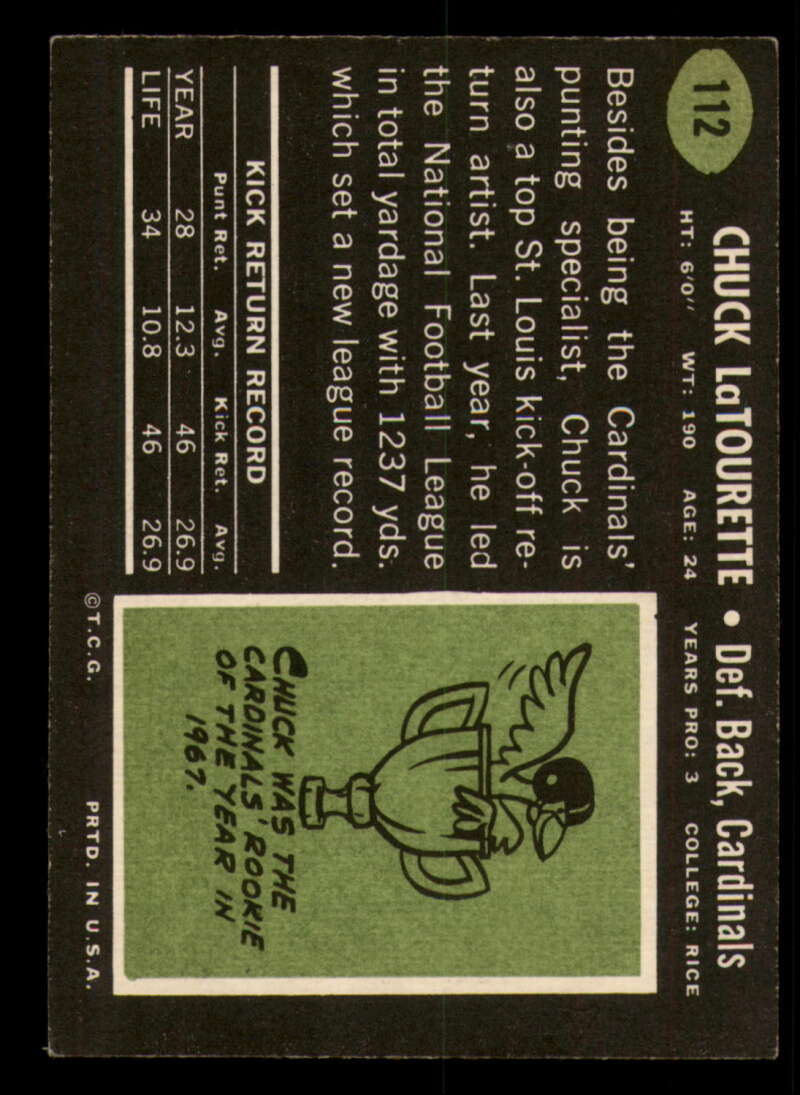 112
CHUCK LaTOURETTE • Def. Back, Cardinals
HT: 6'0" WT: 190 AGE: 24 YEARS PRO: 3 COLLEGE: RICE
Besides being the Cardinals'
punting specialist, Chuck is
also a top St. Louis kick-off re-
turn artist. Last year, he led
the National Football League
in total yardage with 1237 yds.
which set a new league record.
KICK RETURN RECORD
Punt Ret. Avg. Kick Ret. Avg.
YEAR 28 12.3 46 26.9
LIFE 34 10.8 46 26.9
CHUCK WAS THE
CARDINALS' ROOKIE
OF THE YEAR IN
1967.
©T.C.G. PRTD. IN U.S.A.